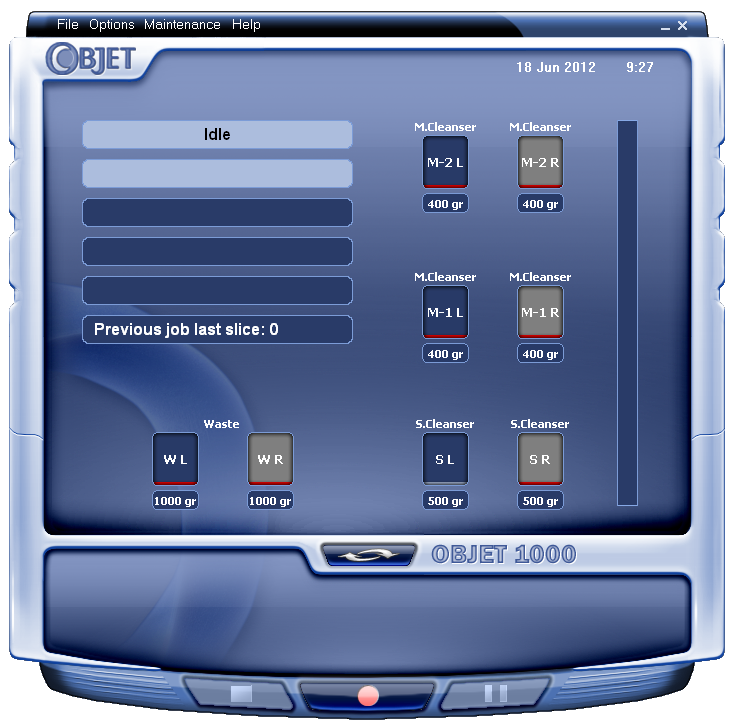 File Options Maintenance Help
OBJET
18 Jun 2012 9:27
Idle
M.Cleanser M.Cleanser
M-2 L M-2 R
400 gr 400 gr
M.Cleanser M.Cleanser
M-1 L M-1 R
400 gr 400 gr
Previous job last slice: 0
Waste
W L W R
1000 gr 1000 gr
S.Cleanser S.Cleanser
S L S R
500 gr 500 gr
OBJET 1000